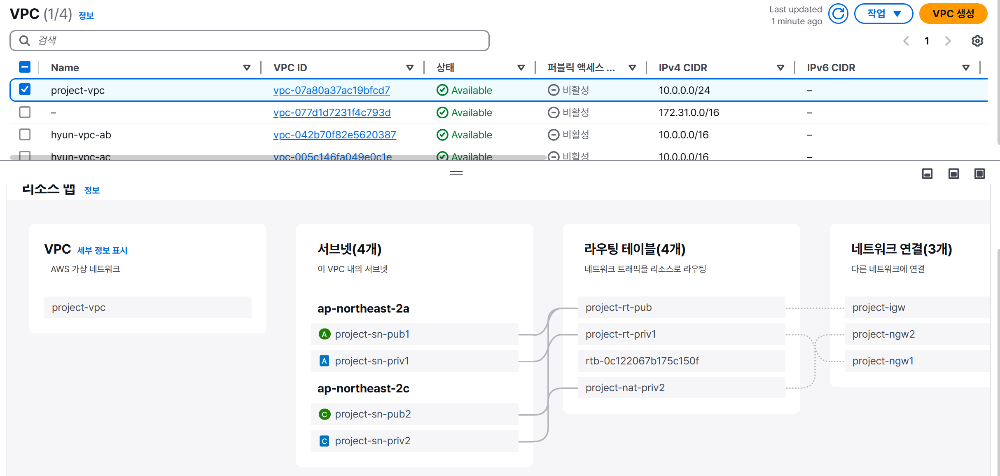 VPC (1/4) 정보
Last updated
1 minute ago
작업
VPC 생성
검색
1
Name VPC ID 상태 퍼블릭 액세스 ... IPv4 CIDR IPv6 CIDR
project-vpc vpc-07a80a37ac19bfcd7 Available 비활성 10.0.0.0/24 –
– vpc-077d1d7231f4c793d Available 비활성 172.31.0.0/16 –
hyun-vpc-ab vpc-042b70f82e5620387 Available 비활성 10.0.0.0/16 –
hyun-vpc-ac vpc-005c146fa049e0c1e Available 비활성 10.0.0.0/16 –
리소스 맵 정보
VPC 세부 정보 표시
AWS 가상 네트워크
project-vpc
서브넷(4개)
이 VPC 내의 서브넷
ap-northeast-2a
A project-sn-pub1
A project-sn-priv1
ap-northeast-2c
C project-sn-pub2
C project-sn-priv2
라우팅 테이블(4개)
네트워크 트래픽을 리소스로 라우팅
project-rt-pub
project-rt-priv1
rtb-0c122067b175c150f
project-nat-priv2
네트워크 연결(3개)
다른 네트워크에 연결
project-igw
project-ngw2
project-ngw1